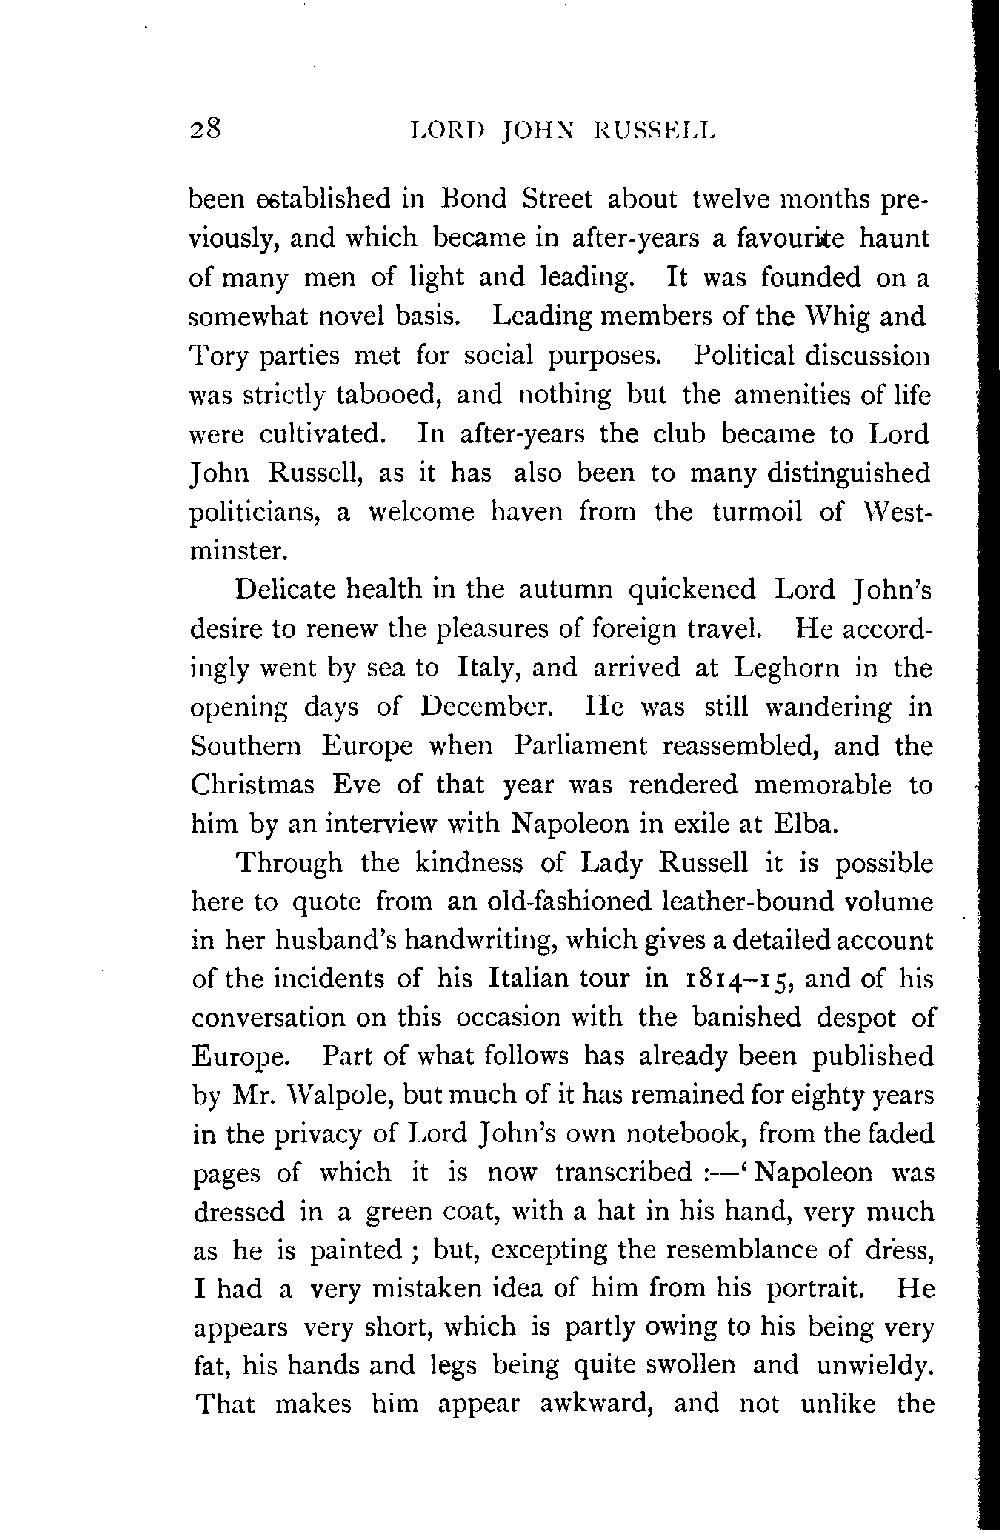 28 LORD JOHN RUSSELL
been established in Bond Street about twelve months pre-
viously, and which became in after-years a favourite haunt
of many men of light and leading. It was founded on a
somewhat novel basis. Leading members of the Whig and
Tory parties met for social purposes. Political discussion
was strictly tabooed, and nothing but the amenities of life
were cultivated. In after-years the club became to Lord
John Russell, as it has also been to many distinguished
politicians, a welcome haven from the turmoil of West-
minster.
Delicate health in the autumn quickened Lord John's
desire to renew the pleasures of foreign travel. He accord-
ingly went by sea to Italy, and arrived at Leghorn in the
opening days of December. He was still wandering in
Southern Europe when Parliament reassembled, and the
Christmas Eve of that year was rendered memorable to
him by an interview with Napoleon in exile at Elba.
Through the kindness of Lady Russell it is possible
here to quote from an old-fashioned leather-bound volume
in her husband's handwriting, which gives a detailed account
of the incidents of his Italian tour in 1814–15, and of his
conversation on this occasion with the banished despot of
Europe. Part of what follows has already been published
by Mr. Walpole, but much of it has remained for eighty years
in the privacy of Lord John's own notebook, from the faded
pages of which it is now transcribed :—‘ Napoleon was
dressed in a green coat, with a hat in his hand, very much
as he is painted ; but, excepting the resemblance of dress,
I had a very mistaken idea of him from his portrait. He
appears very short, which is partly owing to his being very
fat, his hands and legs being quite swollen and unwieldy.
That makes him appear awkward, and not unlike the